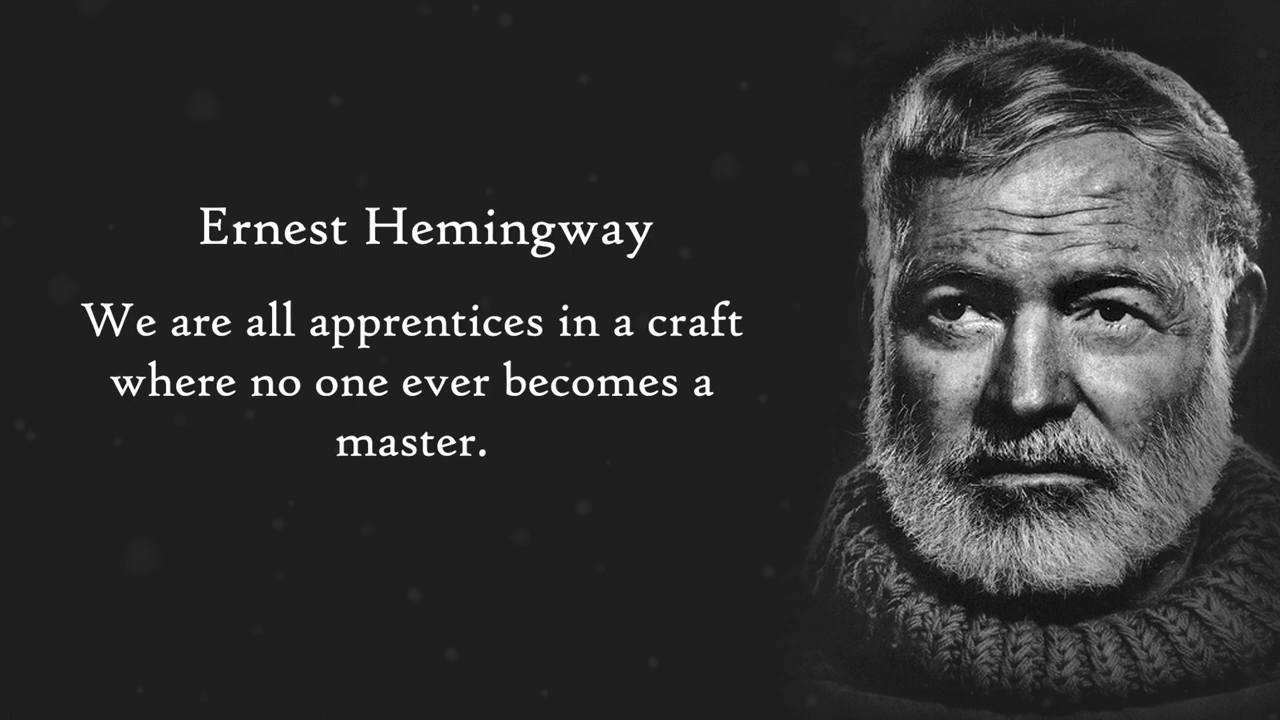 Ernest Hemingway
We are all apprentices in a craft
where no one ever becomes a
master.